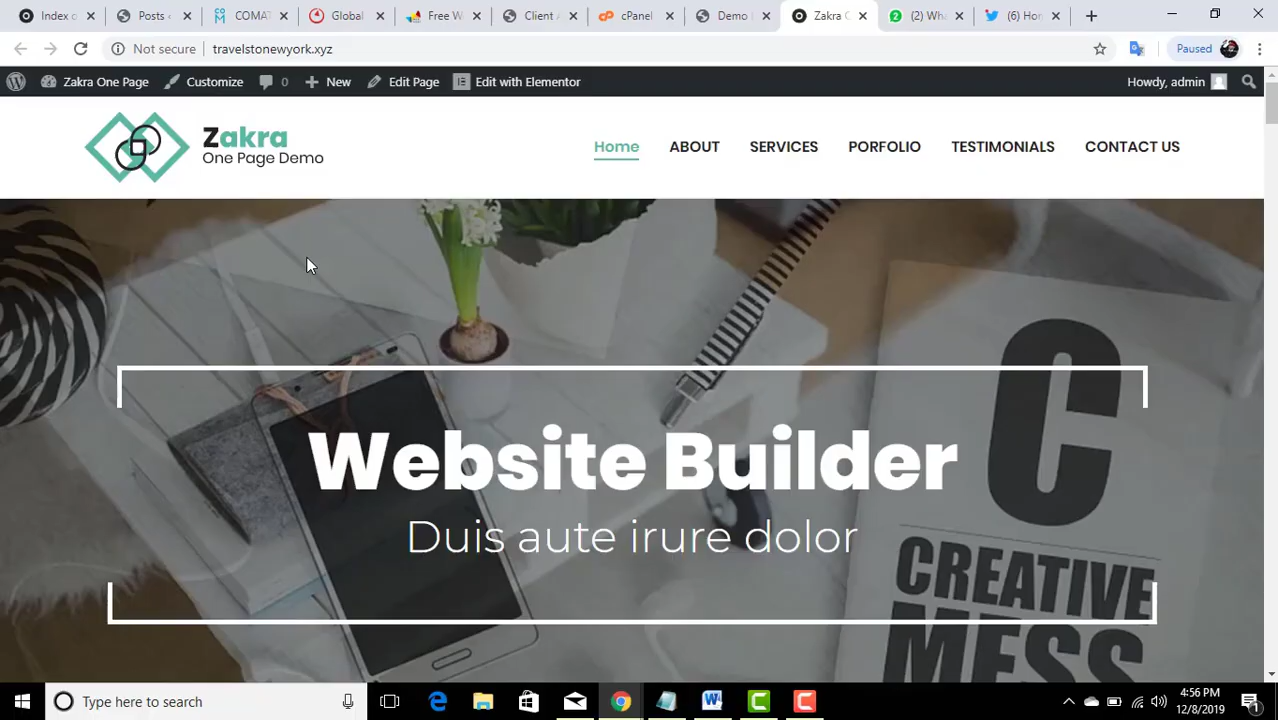 Index o
Posts ‹
COMAT
Global
Free W
Client A
cPanel
Demo I
Zakra O
(2) Wha
(6) Hom
Not secure
travelstonewyork.xyz
Paused
Zakra One Page
Customize
0
New
Edit Page
Edit with Elementor
Howdy, admin
Zakra
One Page Demo
Home
ABOUT
SERVICES
PORFOLIO
TESTIMONIALS
CONTACT US
Website Builder
Duis aute irure dolor
C
CREATIVE
MESS
Type here to search
4:56 PM
12/8/2019